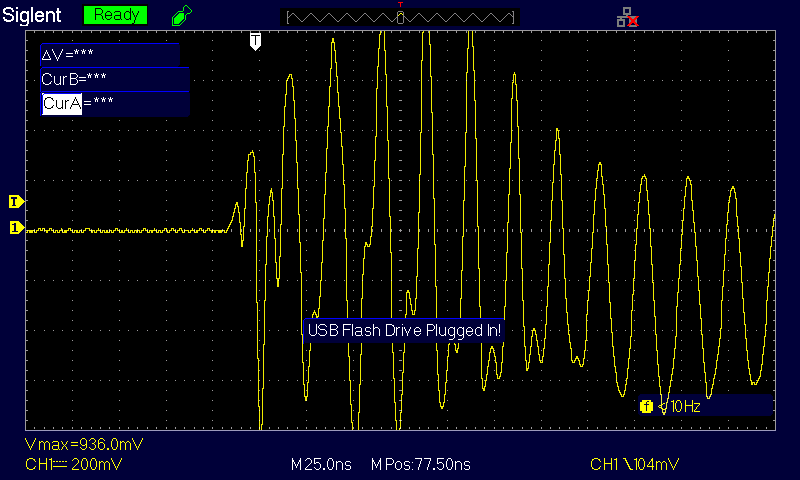 Siglent Ready T
T
ΔV=***
CurB=***
CurA=***
T
1
USB Flash Drive Plugged In!
f <10Hz
Vmax=936.0mV
CH1 200mV M25.0ns MPos:77.50ns CH1 104mV